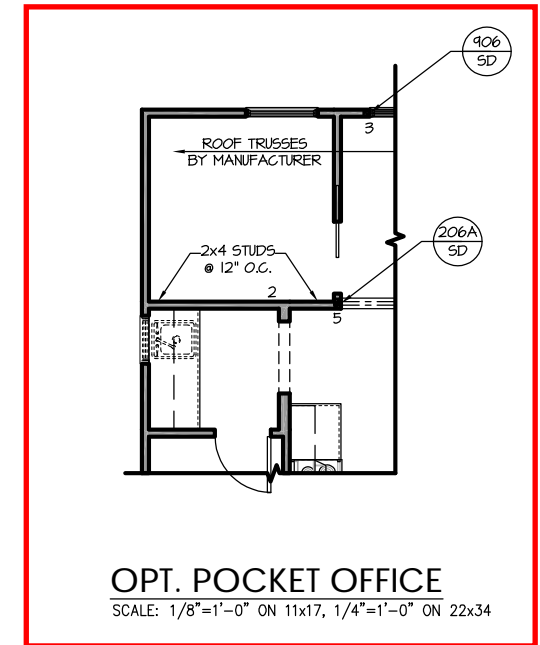 906
SD
3
ROOF TRUSSES
BY MANUFACTURER
206A
SD
2x4 STUDS
@ 12" O.C.
2
5
OPT. POCKET OFFICE
SCALE: 1/8"=1'-0" ON 11x17, 1/4"=1'-0" ON 22x34